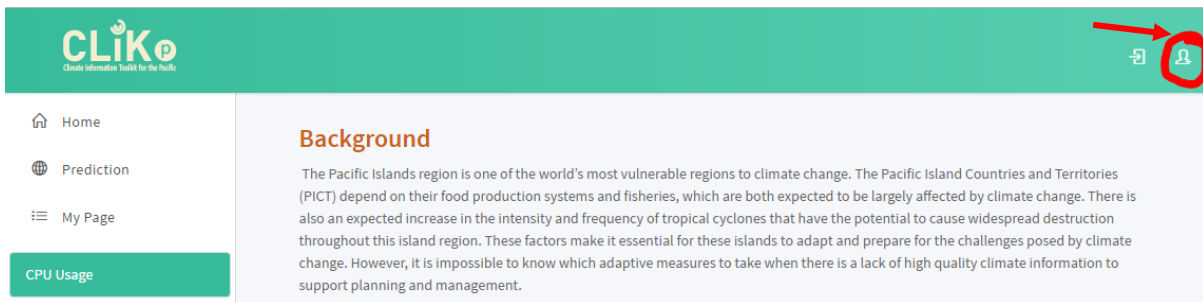 CLiKp
Climate Information Toolkit for the Pacific
Home
Prediction
My Page
CPU Usage
Background
The Pacific Islands region is one of the world's most vulnerable regions to climate change. The Pacific Island Countries and Territories
(PICT) depend on their food production systems and fisheries, which are both expected to be largely affected by climate change. There is
also an expected increase in the intensity and frequency of tropical cyclones that have the potential to cause widespread destruction
throughout this island region. These factors make it essential for these islands to adapt and prepare for the challenges posed by climate
change. However, it is impossible to know which adaptive measures to take when there is a lack of high quality climate information to
support planning and management.